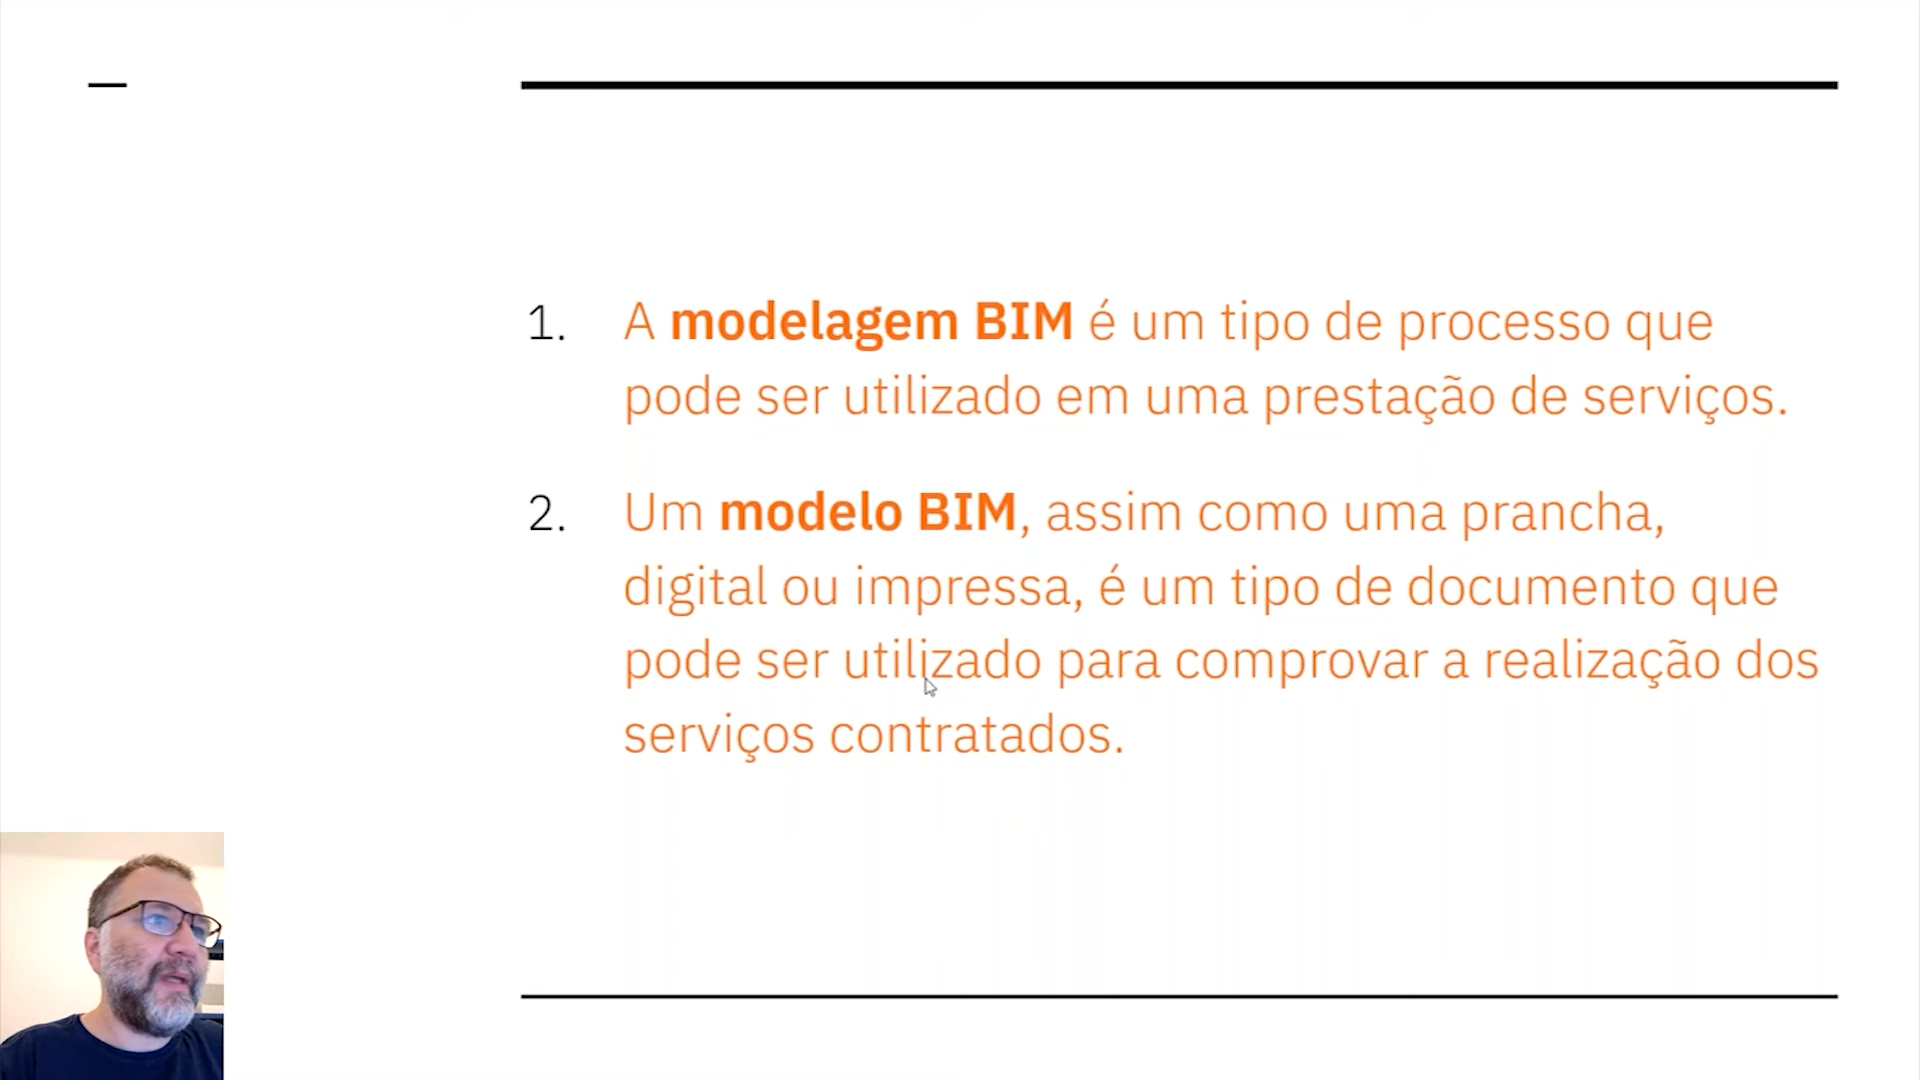 1. A modelagem BIM é um tipo de processo que
pode ser utilizado em uma prestação de serviços.
2. Um modelo BIM, assim como uma prancha,
digital ou impressa, é um tipo de documento que
pode ser utilizado para comprovar a realização dos
serviços contratados.